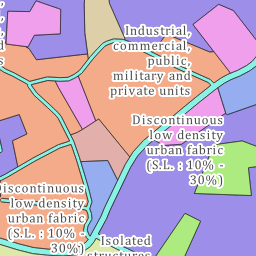 Industrial,
commercial,
public,
military and
private units
Discontinuous
low density
urban fabric
(S.L. : 10% -
30%)
Discontinuous
low density
urban fabric
(S.L. : 10% -
30%)
Isolated
structures